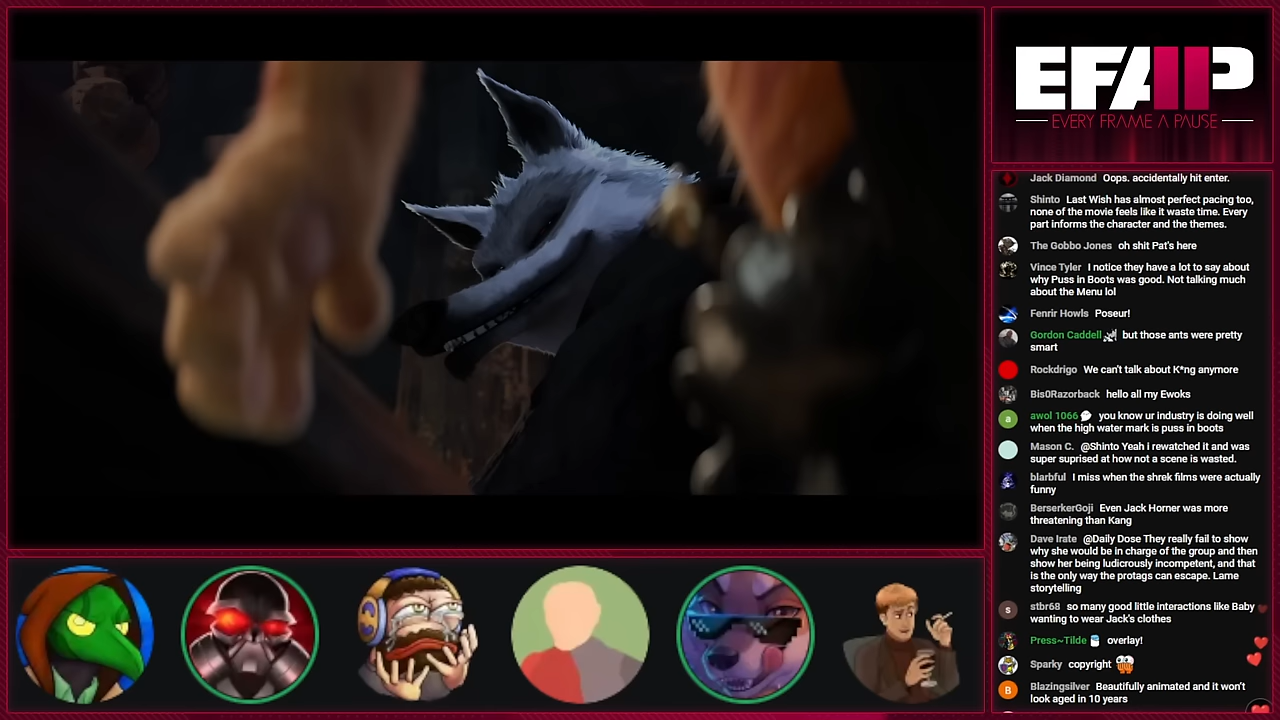 EFAP
EVERY FRAME A PAUSE
Jack Diamond Oops. accidentally hit enter.
Shinto Last Wish has almost perfect pacing too,
none of the movie feels like it waste time. Every
part informs the character and the themes.
The Gobbo Jones oh shit Pat's here
Vince Tyler I notice they have a lot to say about
why Puss in Boots was good. Not talking much
about the Menu lol
Fenrir Howls Poseur!
Gordon Caddell but those ants were pretty
smart
Rockdrigo We can't talk about K*ng anymore
Bis0Razorback hello all my Ewoks
a
awol 1066 you know ur industry is doing well
when the high water mark is puss in boots
Mason C. @Shinto Yeah i rewatched it and was
super suprised at how not a scene is wasted.
blarbful I miss when the shrek films were actually
funny
BerserkerGoji Even Jack Horner was more
threatening than Kang
Dave Irate @Daily Dose They really fail to show
why she would be in charge of the group and then
show her being ludicrously incompetent, and that
is the only way the protags can escape. Lame
storytelling
s
stbr68 so many good little interactions like Baby
wanting to wear Jack's clothes
Press~Tilde overlay!
Sparky copyright
B
Blazingsilver Beautifully animated and it won't
look aged in 10 years